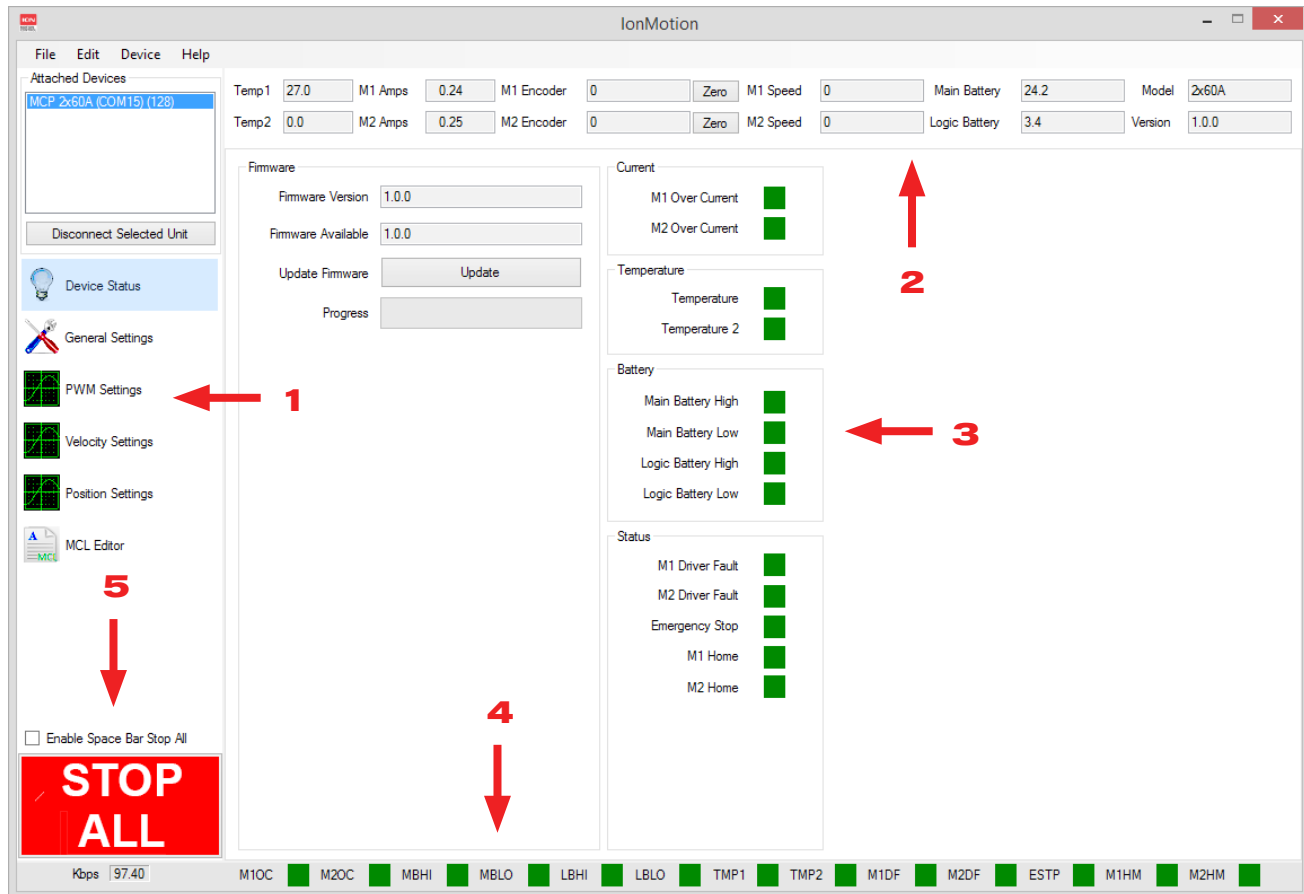 IonMotion
File Edit Device Help
Attached Devices
MCP 2x60A (COM15) (128)
Disconnect Selected Unit
Temp1 27.0 M1 Amps 0.24 M1 Encoder 0 Zero M1 Speed 0 Main Battery 24.2 Model 2x60A
Temp2 0.0 M2 Amps 0.25 M2 Encoder 0 Zero M2 Speed 0 Logic Battery 3.4 Version 1.0.0
Device Status
General Settings
PWM Settings
Velocity Settings
Position Settings
MCL Editor
1
5
Enable Space Bar Stop All
STOP
ALL
Firmware
Firmware Version 1.0.0
Firmware Available 1.0.0
Update Firmware Update
Progress
Current
M1 Over Current
M2 Over Current
2
Temperature
Temperature
Temperature 2
Battery
Main Battery High
Main Battery Low
Logic Battery High
Logic Battery Low
3
Status
M1 Driver Fault
M2 Driver Fault
Emergency Stop
M1 Home
M2 Home
4
Kbps 97.40 M1OC M2OC MBHI MBLO LBHI LBLO TMP1 TMP2 M1DF M2DF ESTP M1HM M2HM